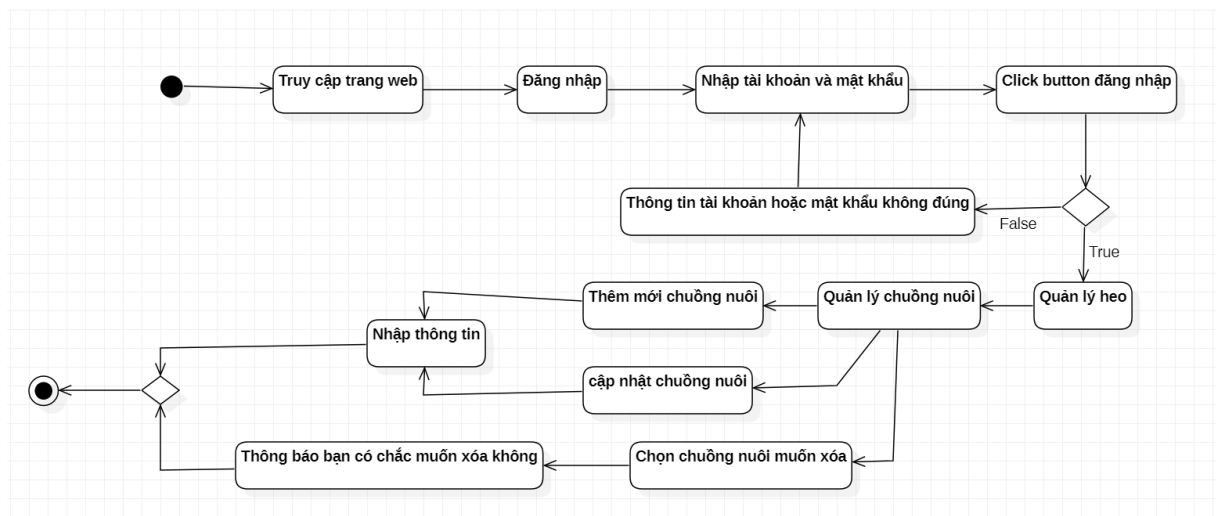 Truy cập trang web
Đăng nhập
Nhập tài khoản và mật khẩu
Click button đăng nhập
Thông tin tài khoản hoặc mật khẩu không đúng
False
True
Thêm mới chuồng nuôi
Quản lý chuồng nuôi
Quản lý heo
Nhập thông tin
cập nhật chuồng nuôi
Thông báo bạn có chắc muốn xóa không
Chọn chuồng nuôi muốn xóa